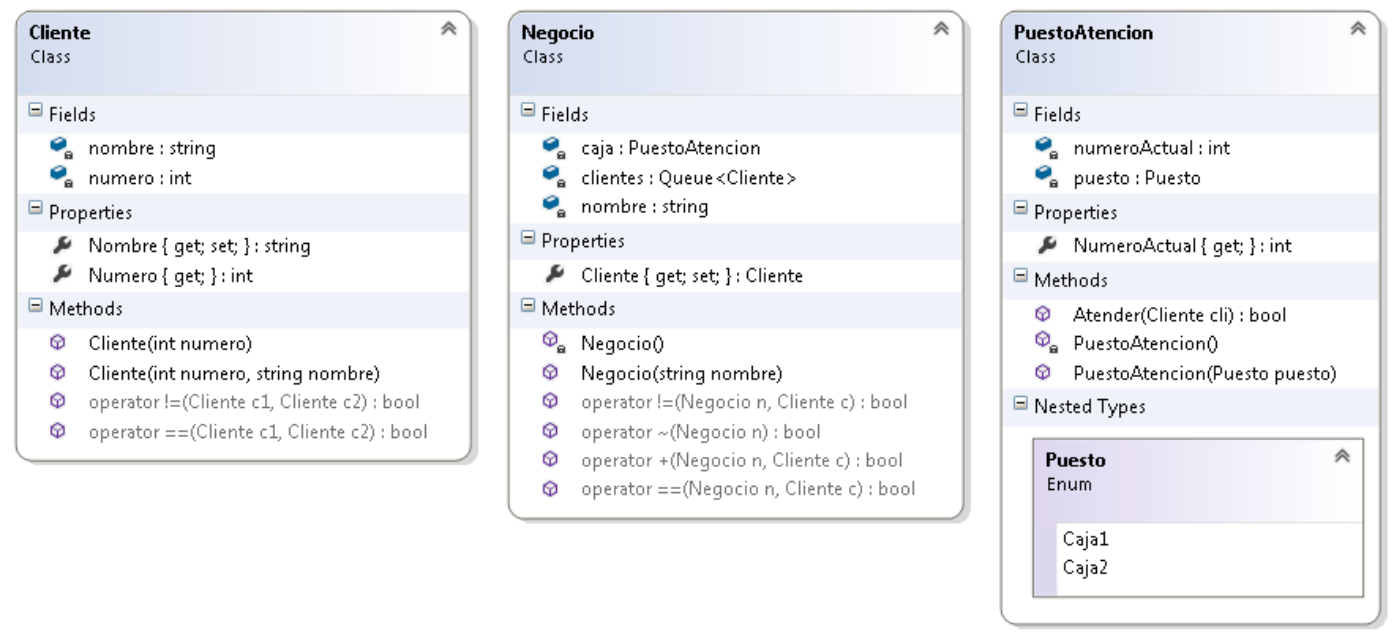 Cliente
Class
Fields
nombre : string
numero : int
Properties
Nombre { get; set; } : string
Numero { get; } : int
Methods
Cliente(int numero)
Cliente(int numero, string nombre)
operator !=(Cliente c1, Cliente c2) : bool
operator ==(Cliente c1, Cliente c2) : bool
Negocio
Class
Fields
caja : PuestoAtencion
clientes : Queue<Cliente>
nombre : string
Properties
Cliente { get; set; } : Cliente
Methods
Negocio()
Negocio(string nombre)
operator !=(Negocio n, Cliente c) : bool
operator ~(Negocio n) : bool
operator +(Negocio n, Cliente c) : bool
operator ==(Negocio n, Cliente c) : bool
PuestoAtencion
Class
Fields
numeroActual : int
puesto : Puesto
Properties
NumeroActual { get; } : int
Methods
Atender(Cliente cli) : bool
PuestoAtencion()
PuestoAtencion(Puesto puesto)
Nested Types
Puesto
Enum
Caja1
Caja2